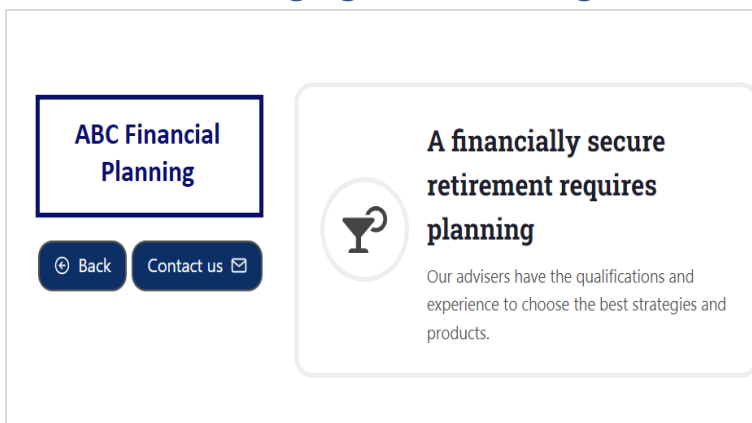 ABC Financial
Planning
Back
Contact us
A financially secure
retirement requires
planning
Our advisers have the qualifications and
experience to choose the best strategies and
products.